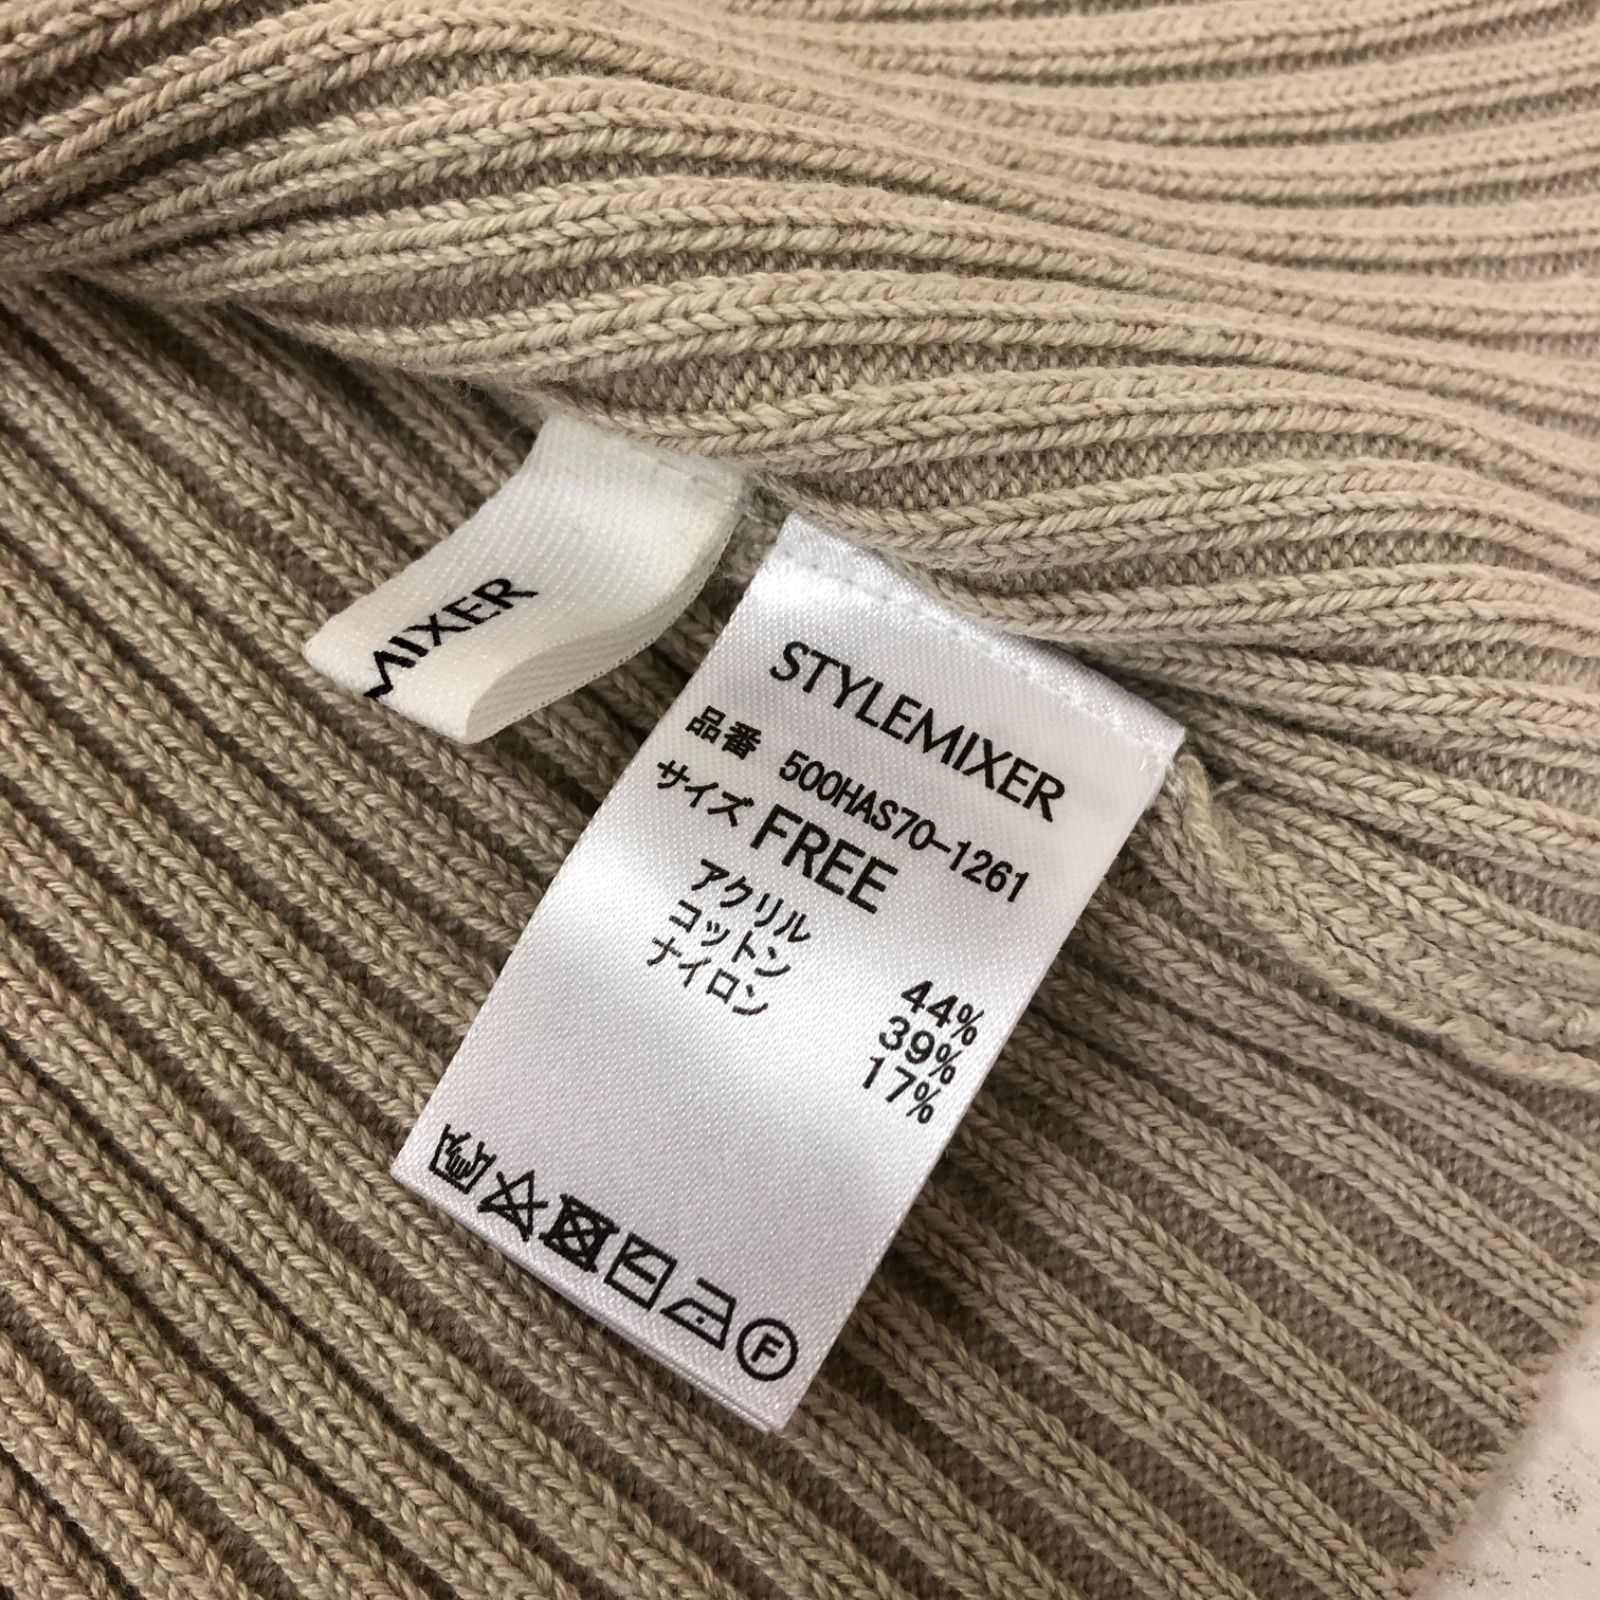 MIXER
STYLEMIXER
品番 500HAS70-1261
サイズ FREE
アクリル 44%
コットン 39%
ナイロン 17%
F